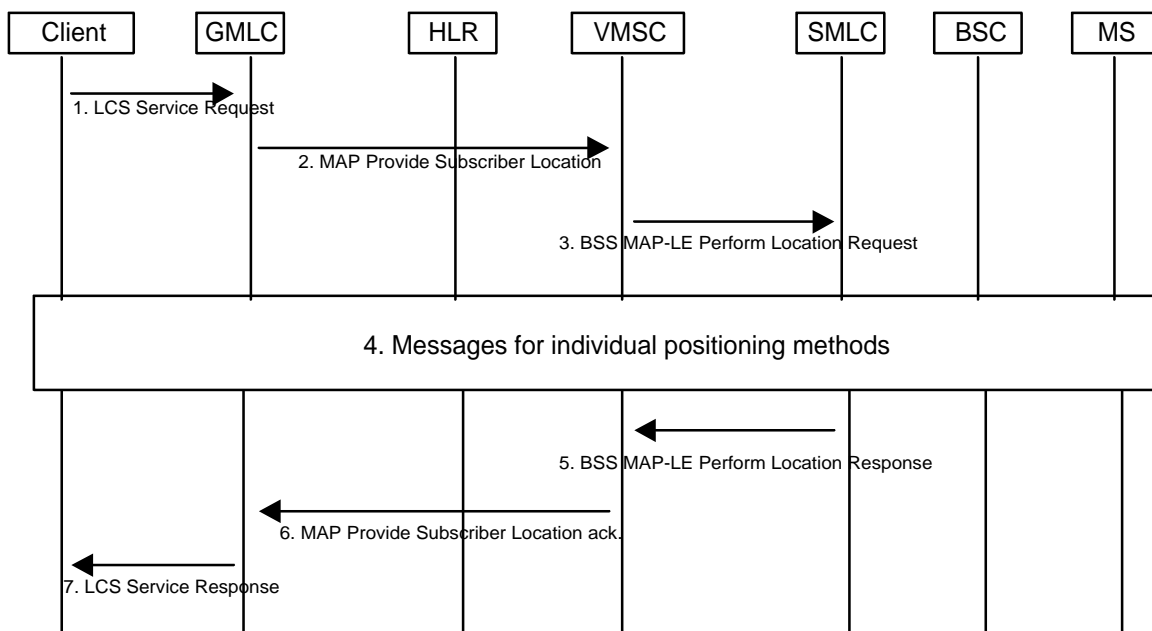 Client GMLC HLR VMSC SMLC BSC MS
1. LCS Service Request
2. MAP Provide Subscriber Location
3. BSS MAP-LE Perform Location Request
4. Messages for individual positioning methods
5. BSS MAP-LE Perform Location Response
6. MAP Provide Subscriber Location ack.
7. LCS Service Response